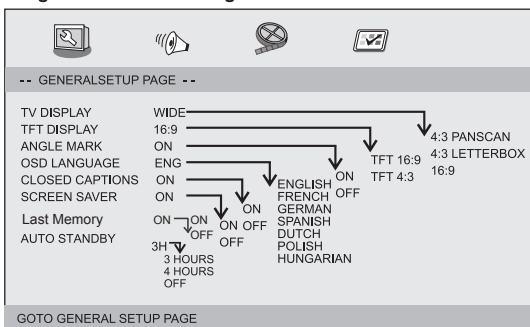 -- GENERALSETUP PAGE --
TV DISPLAY WIDE
TFT DISPLAY 16:9
ANGLE MARK ON
OSD LANGUAGE ENG
CLOSED CAPTIONS ON
SCREEN SAVER ON
Last Memory ON
AUTO STANDBY 3H
4:3 PANSCAN
4:3 LETTERBOX
16:9
TFT 16:9
TFT 4:3
ON
OFF
ENGLISH
FRENCH
GERMAN
SPANISH
DUTCH
POLISH
HUNGARIAN
ON
OFF
ON
OFF
ON
OFF
3 HOURS
4 HOURS
OFF
GOTO GENERAL SETUP PAGE